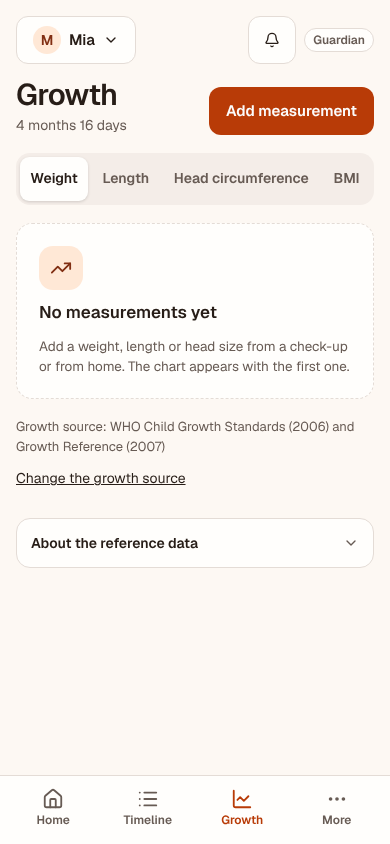 M Mia
Guardian
Growth
4 months 16 days
Add measurement
Weight Length Head circumference BMI
No measurements yet
Add a weight, length or head size from a check-up
or from home. The chart appears with the first one.
Growth source: WHO Child Growth Standards (2006) and
Growth Reference (2007)
Change the growth source
About the reference data
Home Timeline Growth More